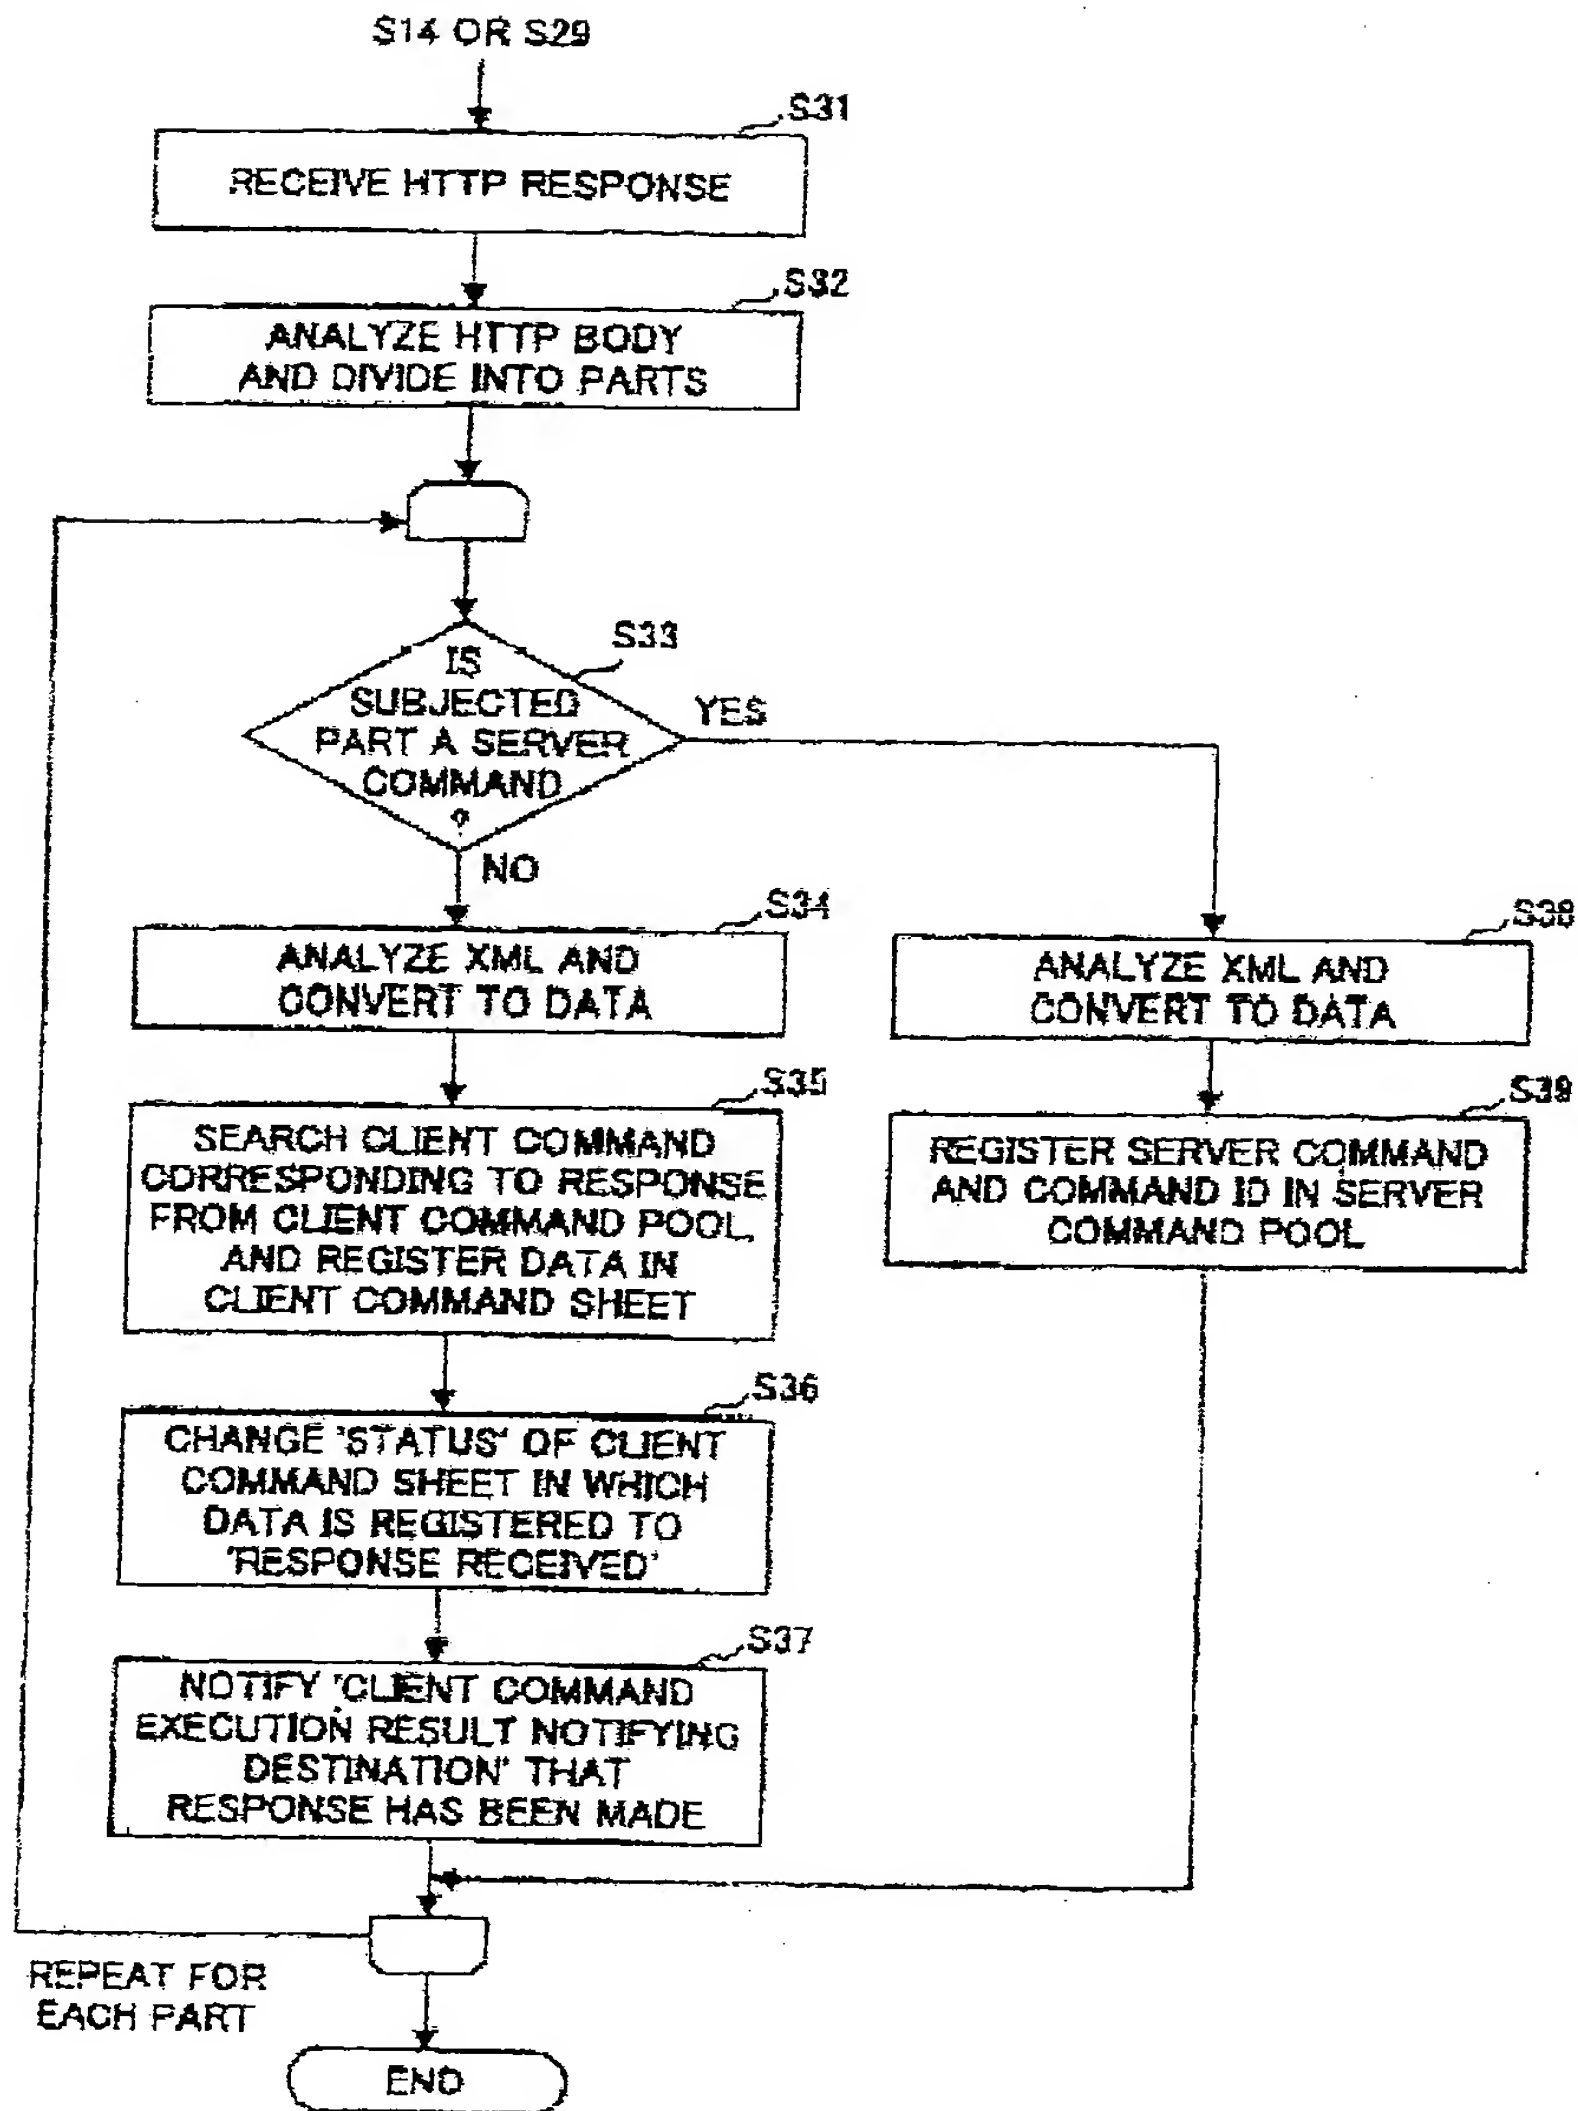 S14 OR S29
S31
RECEIVE HTTP RESPONSE
S32
ANALYZE HTTP BODY
AND DIVIDE INTO PARTS
S33
IS
SUBJECTED
PART A SERVER
COMMAND
?
YES
NO
S34
ANALYZE XML AND
CONVERT TO DATA
S38
ANALYZE XML AND
CONVERT TO DATA
S35
SEARCH CLIENT COMMAND
CORRESPONDING TO RESPONSE
FROM CLIENT COMMAND POOL,
AND REGISTER DATA IN
CLIENT COMMAND SHEET
S39
REGISTER SERVER COMMAND
AND COMMAND ID IN SERVER
COMMAND POOL
S36
CHANGE 'STATUS' OF CLIENT
COMMAND SHEET IN WHICH
DATA IS REGISTERED TO
'RESPONSE RECEIVED'
S37
NOTIFY 'CLIENT COMMAND
EXECUTION RESULT NOTIFYING
DESTINATION' THAT
RESPONSE HAS BEEN MADE
REPEAT FOR
EACH PART
END